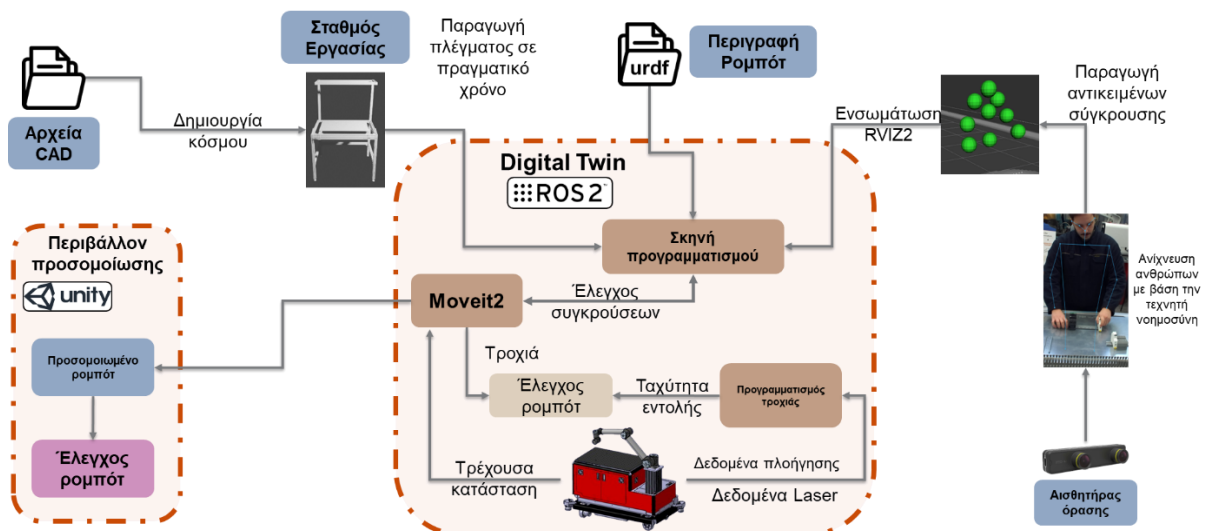 Σταθμός
Εργασίας
Παραγωγή
πλέγματος σε
πραγματικό
χρόνο
urdf
Περιγραφή
Ρομπότ
Παραγωγή
αντικειμένων
σύγκρουσης
Ενσωμάτωση
RVIZ2
Αρχεία
CAD
Δημιουργία
κόσμου
Digital Twin
ROS 2
Περιβάλλον
προσομοίωσης
unity
Σκηνή
προγραμματισμού
Moveit2
Έλεγχος
συγκρούσεων
Ανίχνευση
ανθρώπων
με βάση την
τεχνητή
νοημοσύνη
Προσομοιωμένο
ρομπότ
Τροχιά
Έλεγχος
ρομπότ
Ταχύτητα
εντολής
Προγραμματισμός
τροχιάς
Έλεγχος
ρομπότ
Τρέχουσα
κατάσταση
Δεδομένα πλοήγησης
Δεδομένα Laser
Αισθητήρας
όρασης